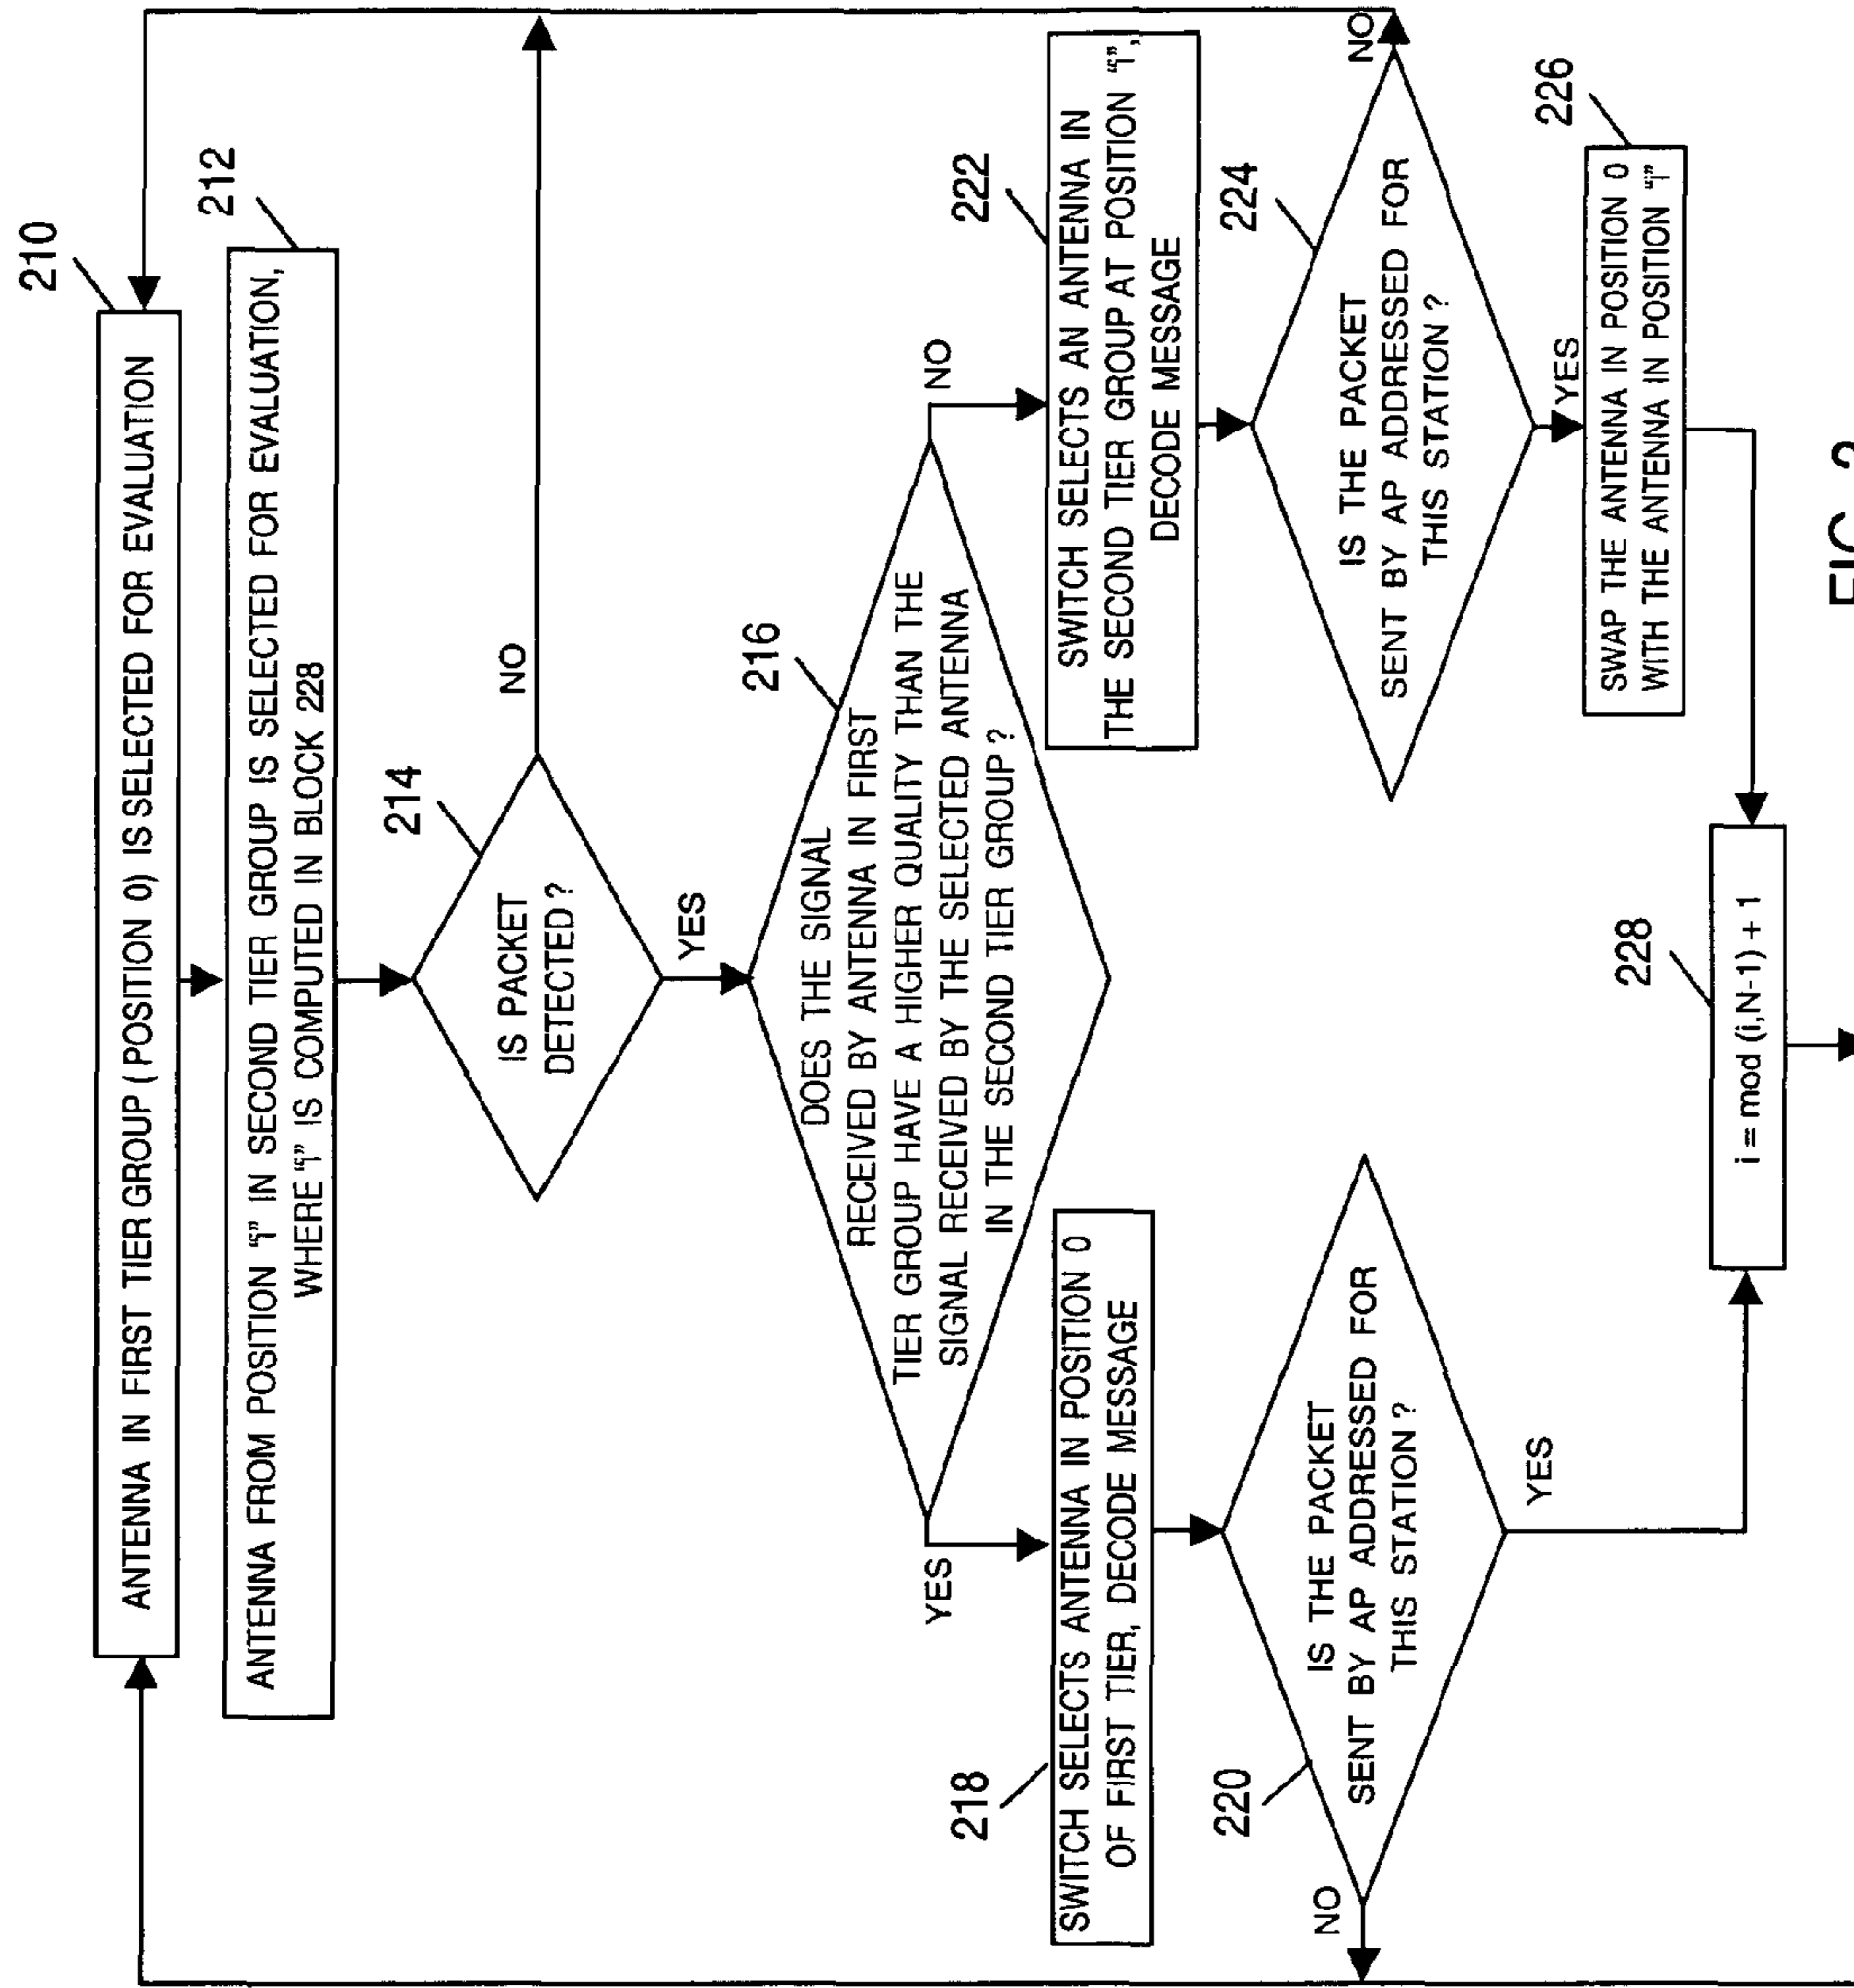 210
ANTENNA IN FIRST TIER GROUP (POSITION 0) IS SELECTED FOR EVALUATION
212
ANTENNA FROM POSITION "i" IN SECOND TIER GROUP IS SELECTED FOR EVALUATION,
WHERE "i" IS COMPUTED IN BLOCK 228
214
IS PACKET
DETECTED ?
NO
YES
216
DOES THE SIGNAL
RECEIVED BY ANTENNA IN FIRST
TIER GROUP HAVE A HIGHER QUALITY THAN THE
SIGNAL RECEIVED BY THE SELECTED ANTENNA
IN THE SECOND TIER GROUP ?
YES
NO
218
SWITCH SELECTS ANTENNA IN POSITION 0
OF FIRST TIER, DECODE MESSAGE
220
IS THE PACKET
SENT BY AP ADDRESSED FOR
THIS STATION ?
NO
YES
222
SWITCH SELECTS AN ANTENNA IN
THE SECOND TIER GROUP AT POSITION "i",
DECODE MESSAGE
224
IS THE PACKET
SENT BY AP ADDRESSED FOR
THIS STATION ?
NO
YES
226
SWAP THE ANTENNA IN POSITION 0
WITH THE ANTENNA IN POSITION "i"
228
i = mod (i,N-1) + 1